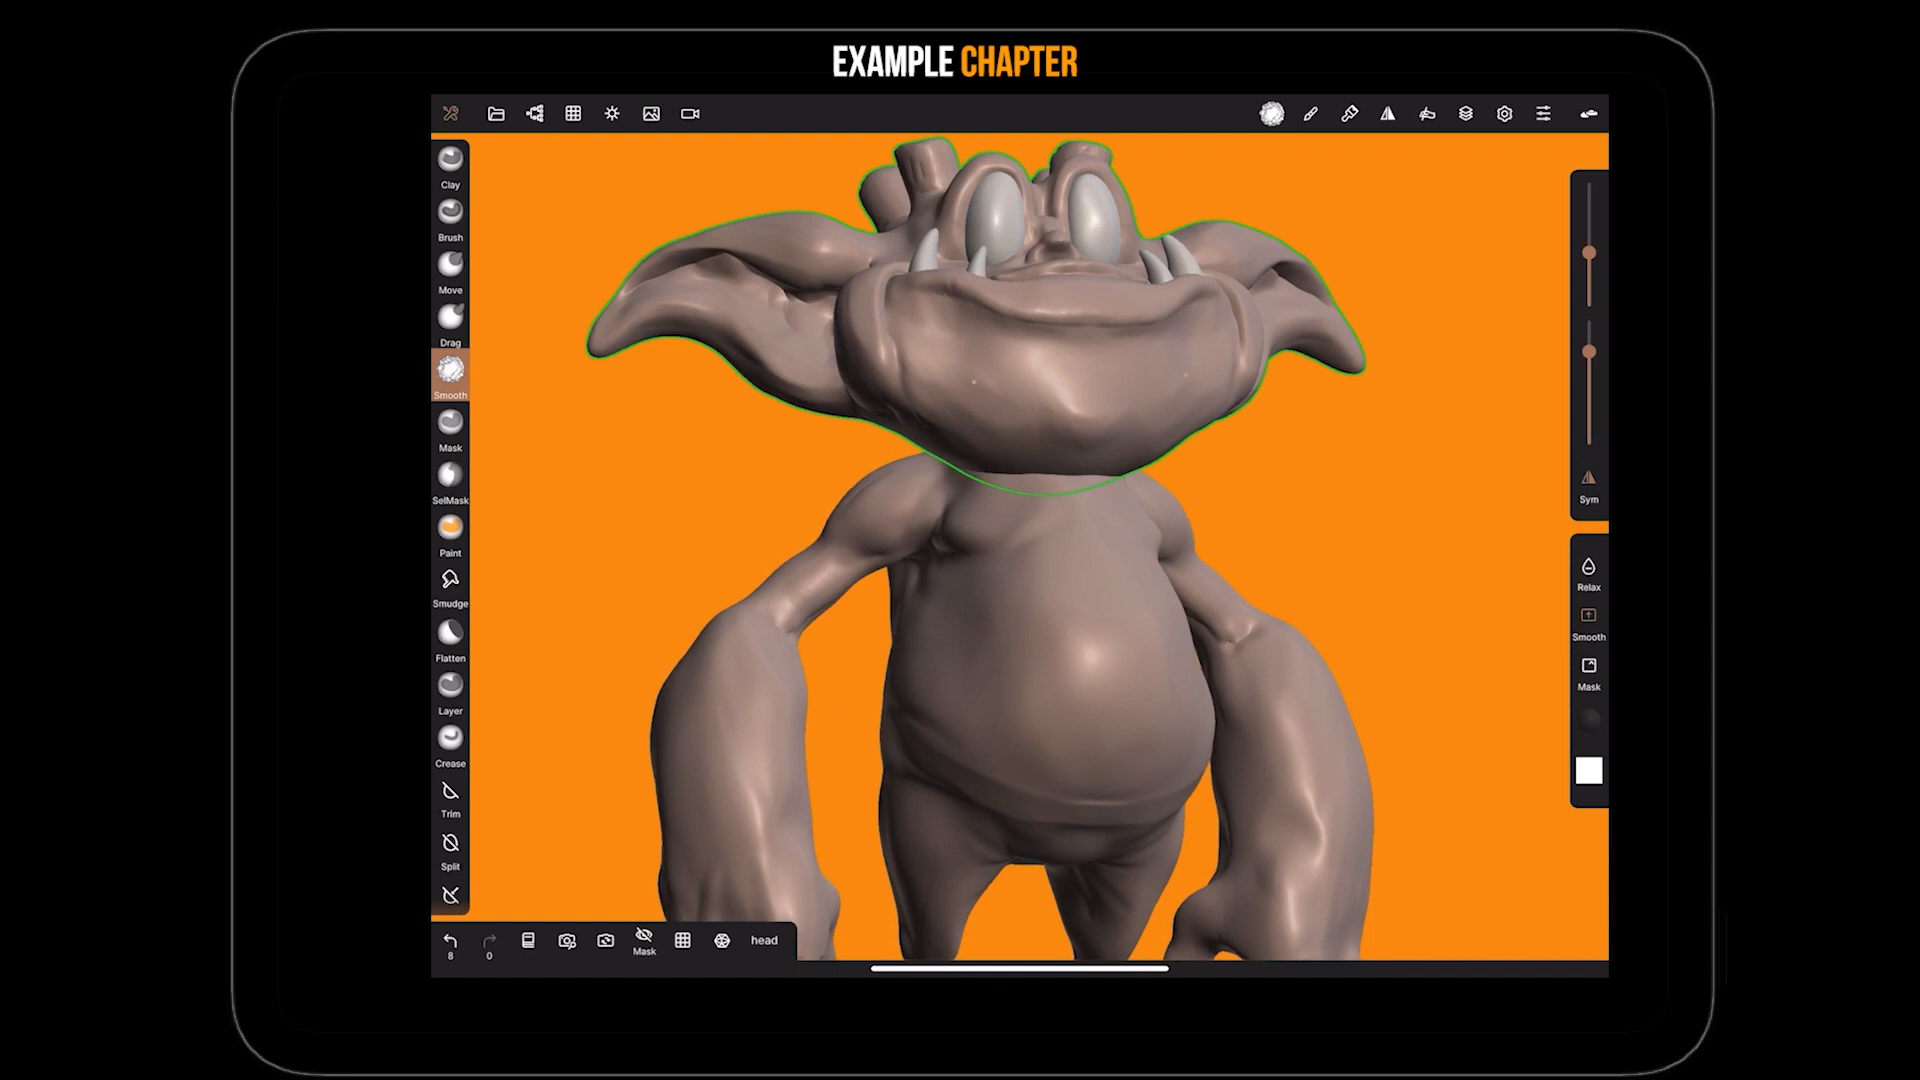 EXAMPLE CHAPTER
Clay
Brush
Move
Drag
Smooth
Mask
SelMask
Paint
Smudge
Flatten
Layer
Crease
Trim
Split
Sym
Relax
Smooth
Mask
8
0
Mask
head